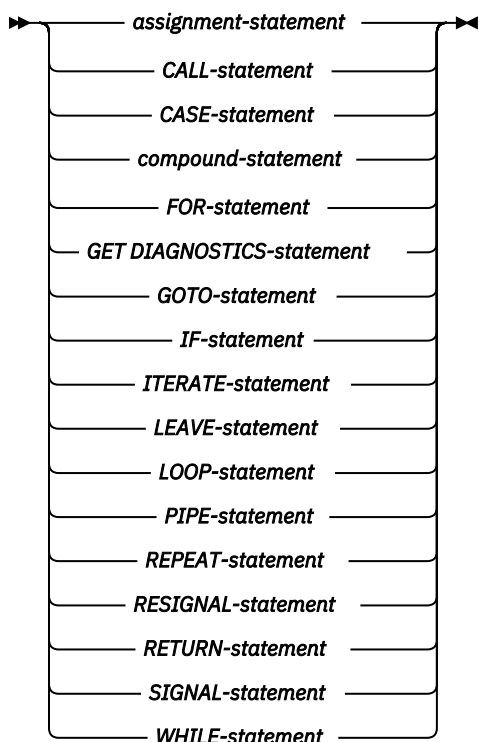 assignment-statement
CALL-statement
CASE-statement
compound-statement
FOR-statement
GET DIAGNOSTICS-statement
GOTO-statement
IF-statement
ITERATE-statement
LEAVE-statement
LOOP-statement
PIPE-statement
REPEAT-statement
RESIGNAL-statement
RETURN-statement
SIGNAL-statement
WHILE-statement